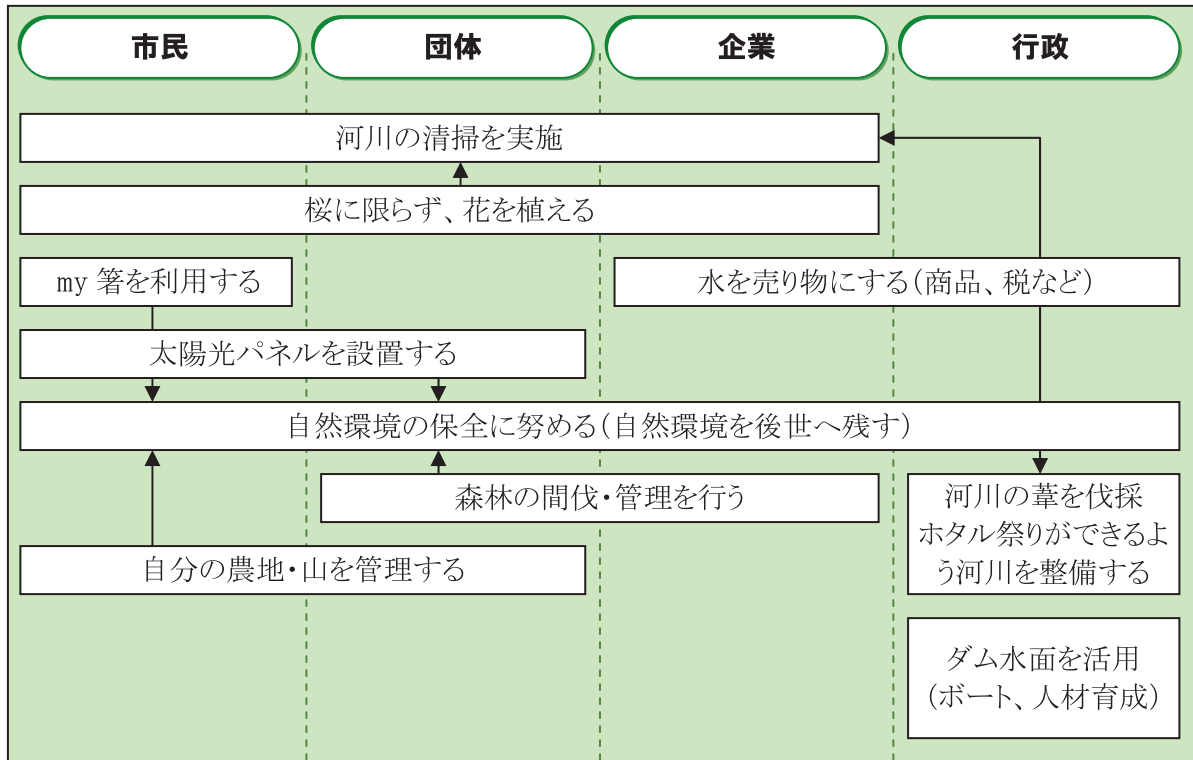 市民
団体
企業
行政
河川の清掃を実施
桜に限らず、花を植える
my 箸を利用する
水を売り物にする(商品、税など)
太陽光パネルを設置する
自然環境の保全に努める(自然環境を後世へ残す)
森林の間伐・管理を行う
河川の葦を伐採
ホタル祭りができるよ
う河川を整備する
自分の農地・山を管理する
ダム水面を活用
(ボート、人材育成)